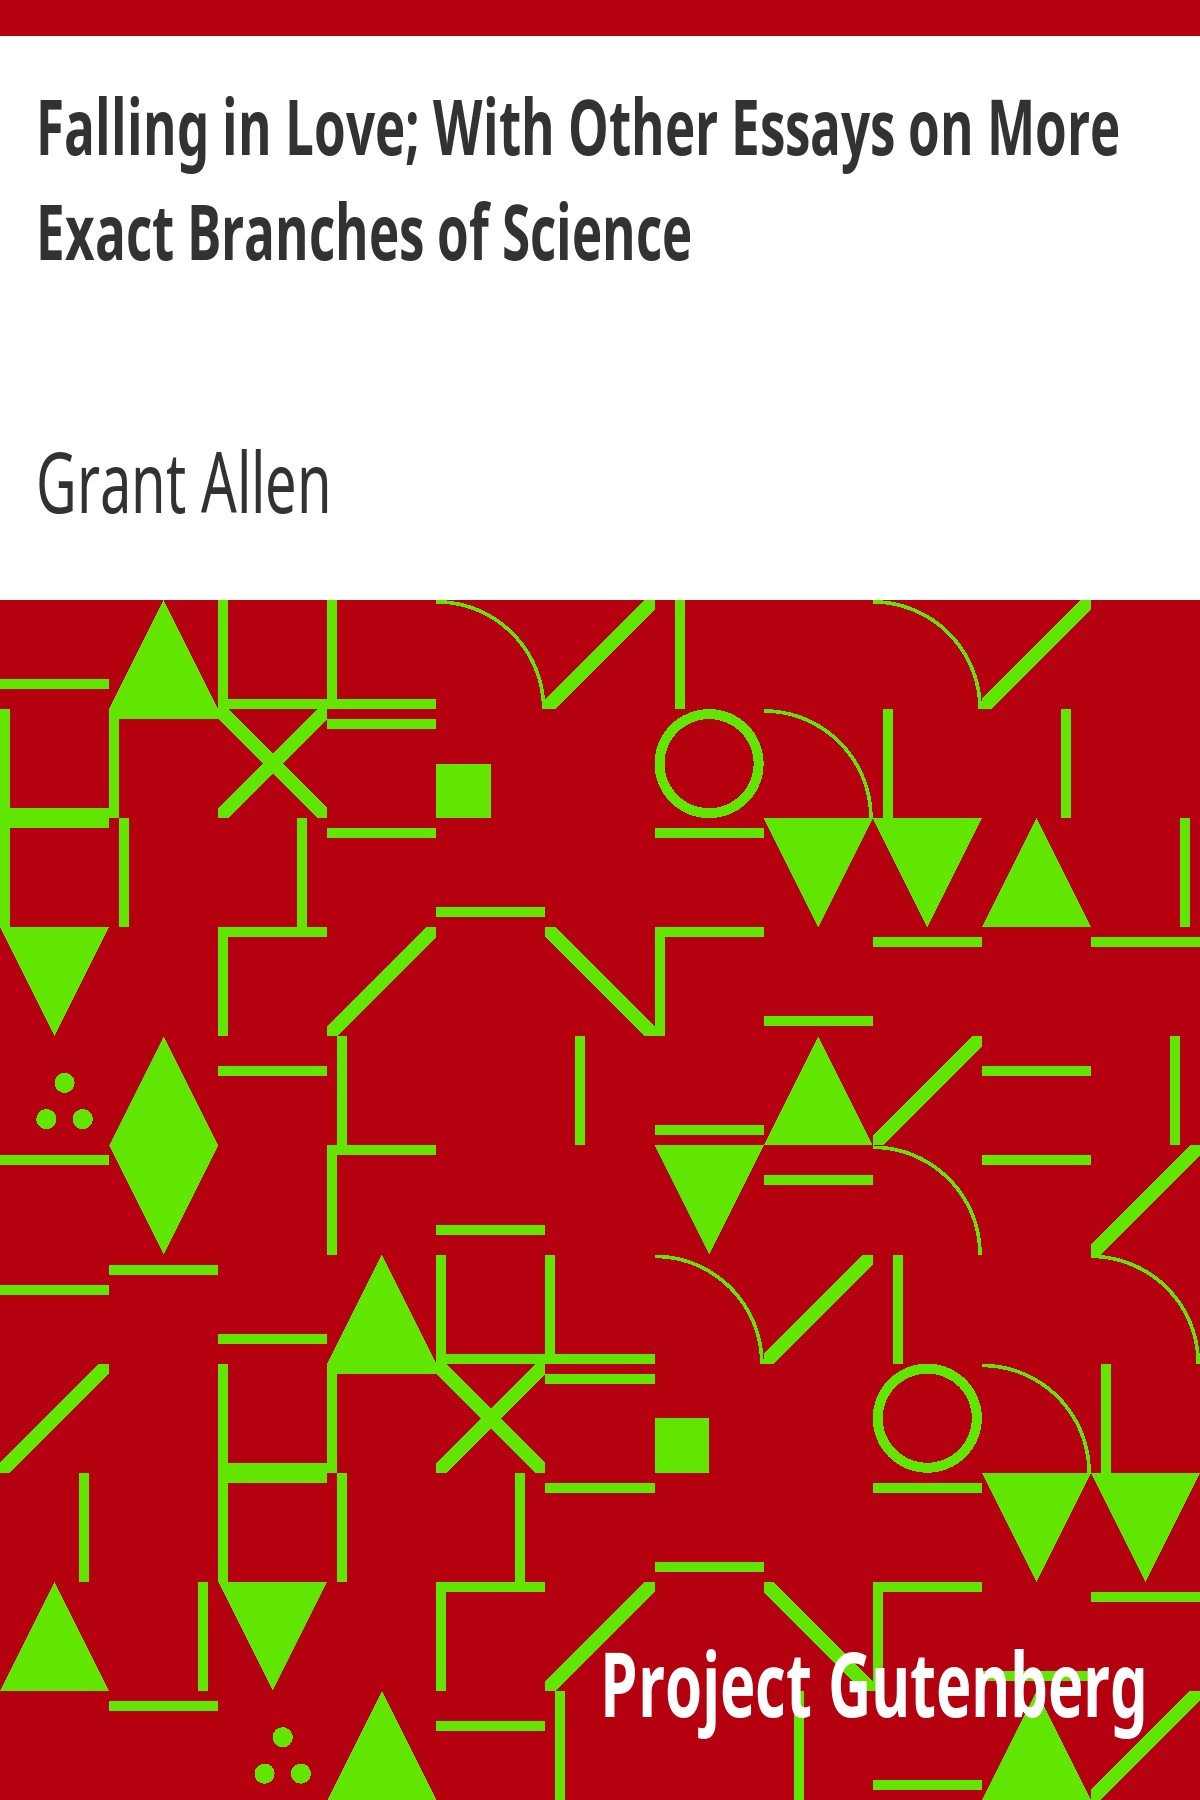 Falling in Love; With Other Essays on More
Exact Branches of Science
Grant Allen
Project Gutenberg